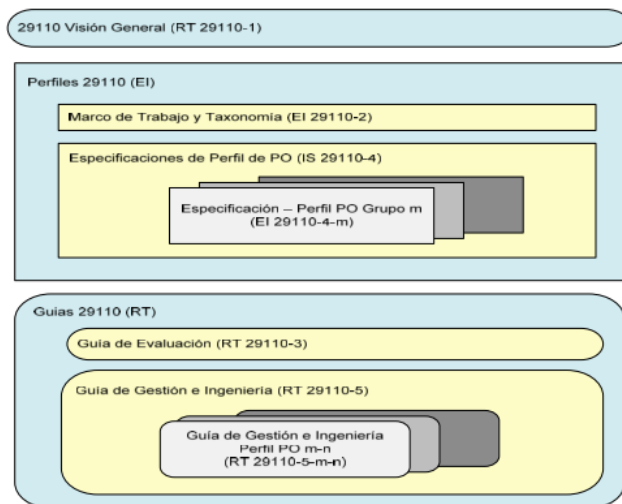 29110 Visión General (RT 29110-1)
Perfiles 29110 (EI)
Marco de Trabajo y Taxonomía (EI 29110-2)
Especificaciones de Perfil de PO (IS 29110-4)
Especificación – Perfil PO Grupo m
(EI 29110-4-m)
Guias 29110 (RT)
Guía de Evaluación (RT 29110-3)
Guía de Gestión e Ingeniería (RT 29110-5)
Guía de Gestión e Ingeniería
Perfil PO m-n
(RT 29110-5-m-n)